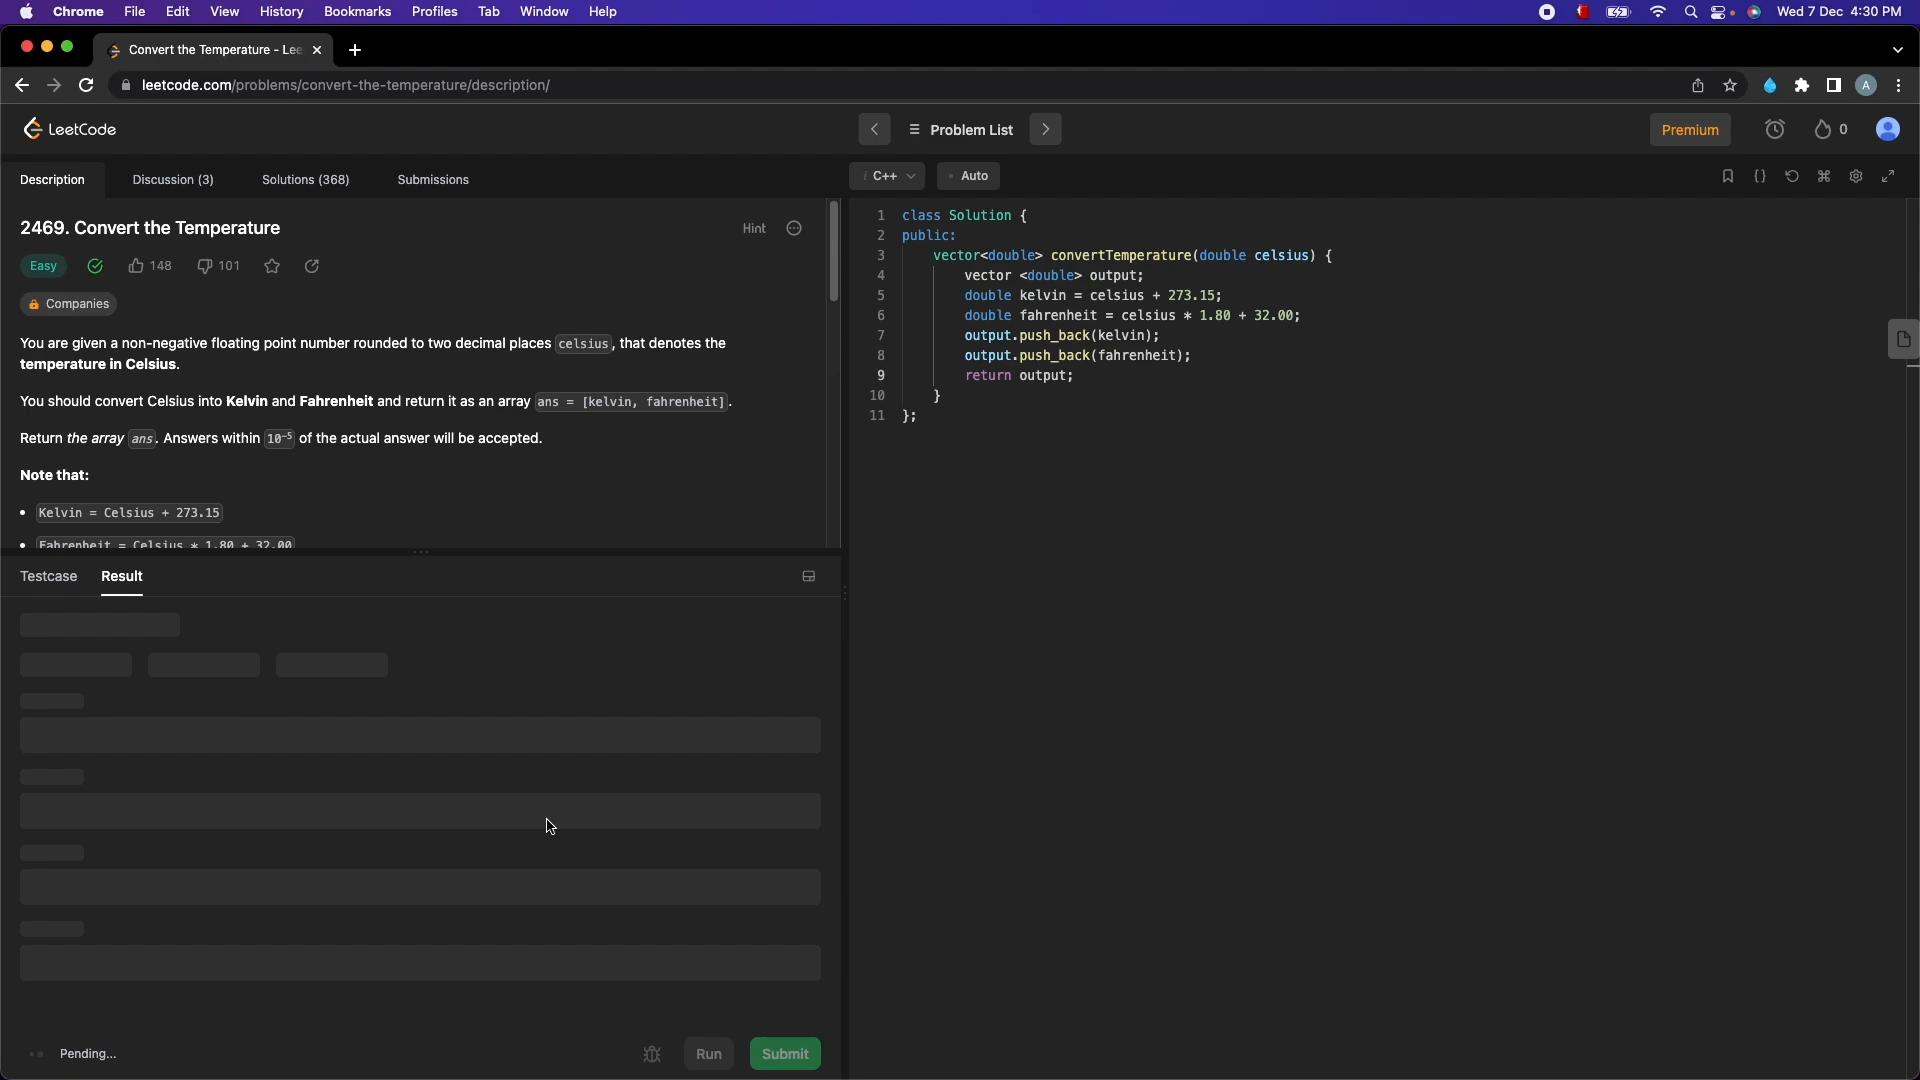 Chrome File Edit View History Bookmarks Profiles Tab Window Help Wed 7 Dec 4:30 PM
Convert the Temperature - Lee
leetcode.com/problems/convert-the-temperature/description/ A
LeetCode Problem List Premium 0
Description Discussion (3) Solutions (368) Submissions
i C++ Auto
2469. Convert the Temperature Hint
Easy 148 101
Companies
You are given a non-negative floating point number rounded to two decimal places celsius, that denotes the
temperature in Celsius.
You should convert Celsius into Kelvin and Fahrenheit and return it as an array ans = [kelvin, fahrenheit].
Return the array ans. Answers within 10⁻⁵ of the actual answer will be accepted.
Note that:
• Kelvin = Celsius + 273.15
• Fahrenheit = Celsius * 1.80 + 32.00
Testcase Result
Pending... Run Submit
1 class Solution {
2 public:
3 vector<double> convertTemperature(double celsius) {
4 vector <double> output;
5 double kelvin = celsius + 273.15;
6 double fahrenheit = celsius * 1.80 + 32.00;
7 output.push_back(kelvin);
8 output.push_back(fahrenheit);
9 return output;
10 }
11 };